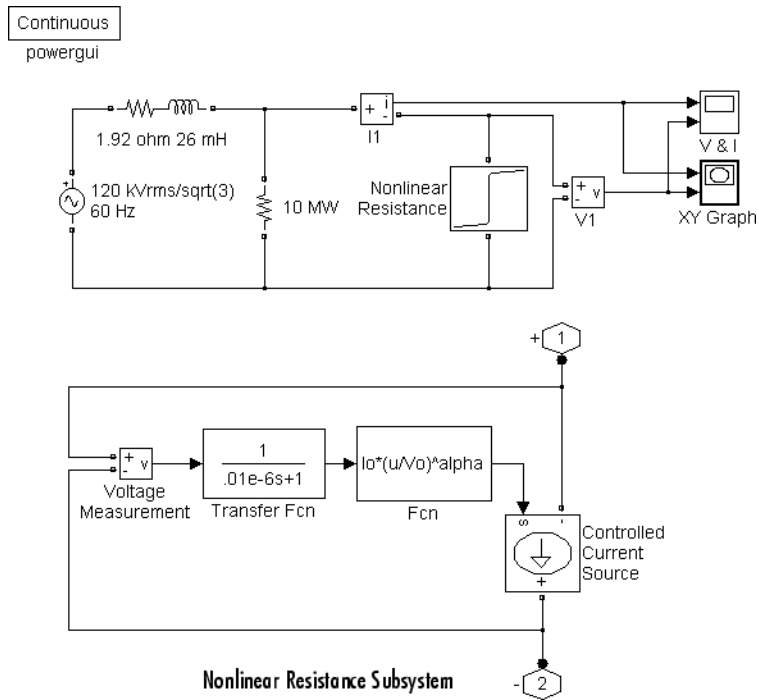 Continuous
powergui
1.92 ohm 26 mH
+ i
-
I1
V & I
120 kVrms/sqrt(3)
60 Hz
+
10 MW
Nonlinear
Resistance
+ v
-
V1
XY Graph
+ 1
+ v
-
Voltage
Measurement
1
.01e-6s+1
Transfer Fcn
Io*(u/Vo)^alpha
Fcn
s -
+
Controlled
Current
Source
Nonlinear Resistance Subsystem
- 2